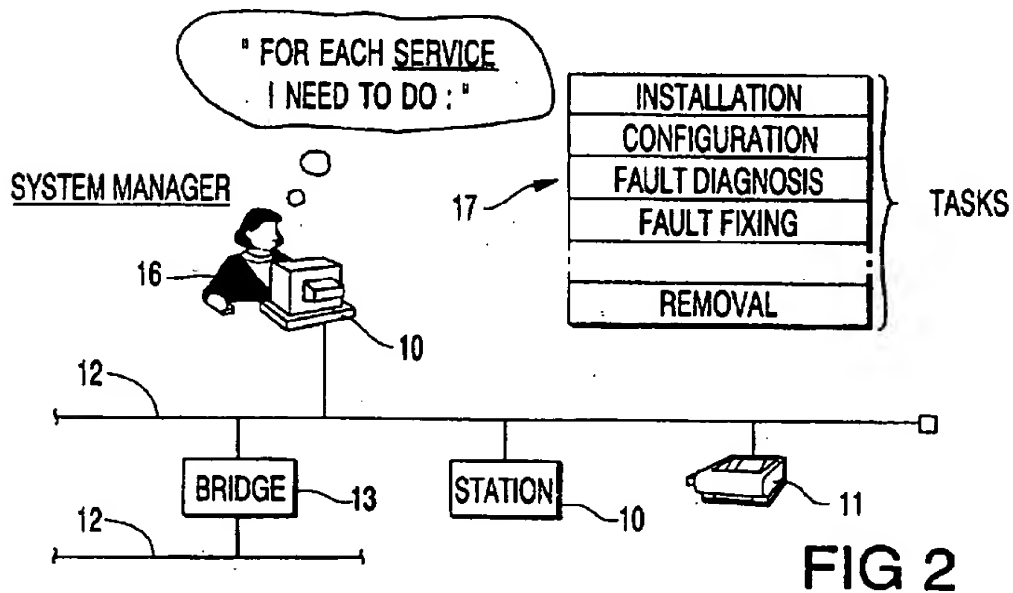 " FOR EACH SERVICE
I NEED TO DO : "
SYSTEM MANAGER
16
10
17
INSTALLATION
CONFIGURATION
FAULT DIAGNOSIS
FAULT FIXING
REMOVAL
TASKS
12
BRIDGE
13
STATION
10
11
12
FIG 2